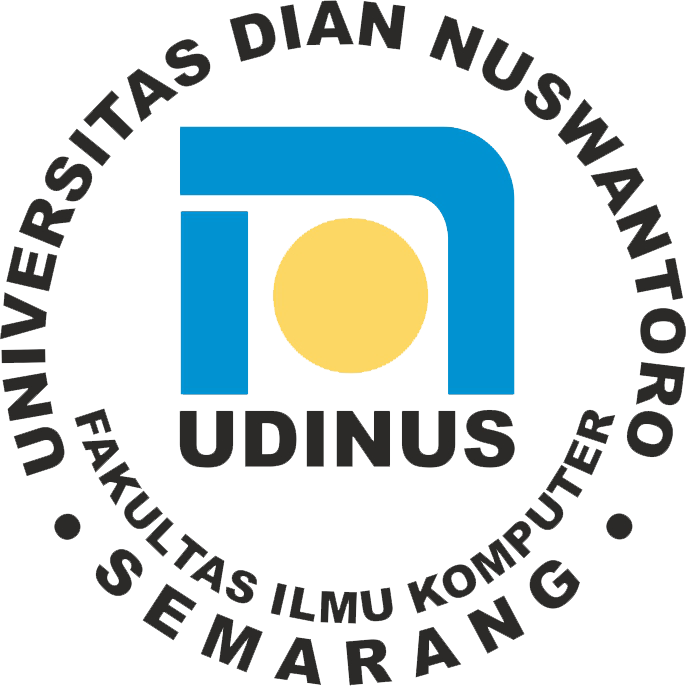 UNIVERSITAS DIAN NUSWANTORO
UDINUS
FAKULTAS ILMU KOMPUTER
• SEMARANG •